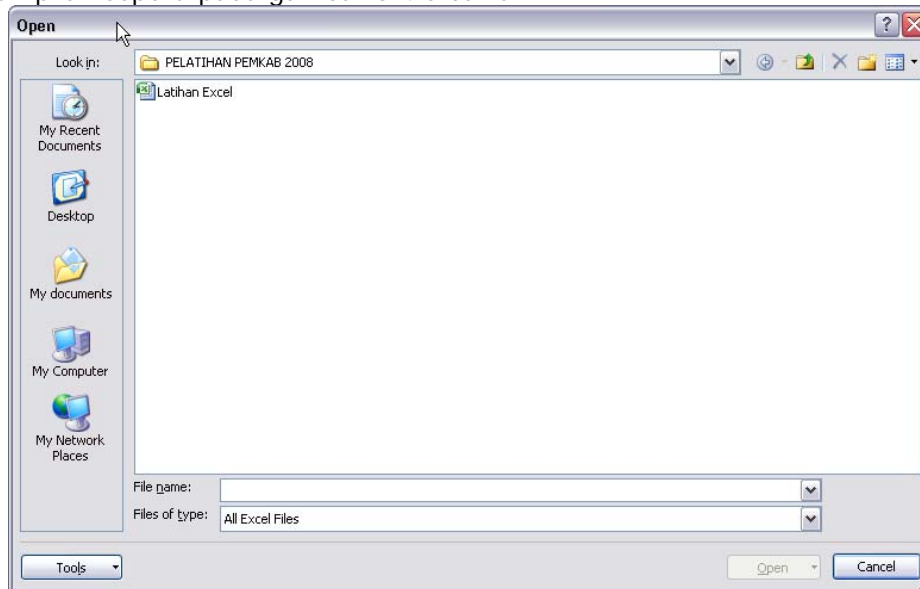 Open
Look in:
PELATIHAN PEMKAB 2008
Latihan Excel
My Recent
Documents
Desktop
My documents
My Computer
My Network
Places
File name:
Files of type:
All Excel Files
Tools
Open
Cancel